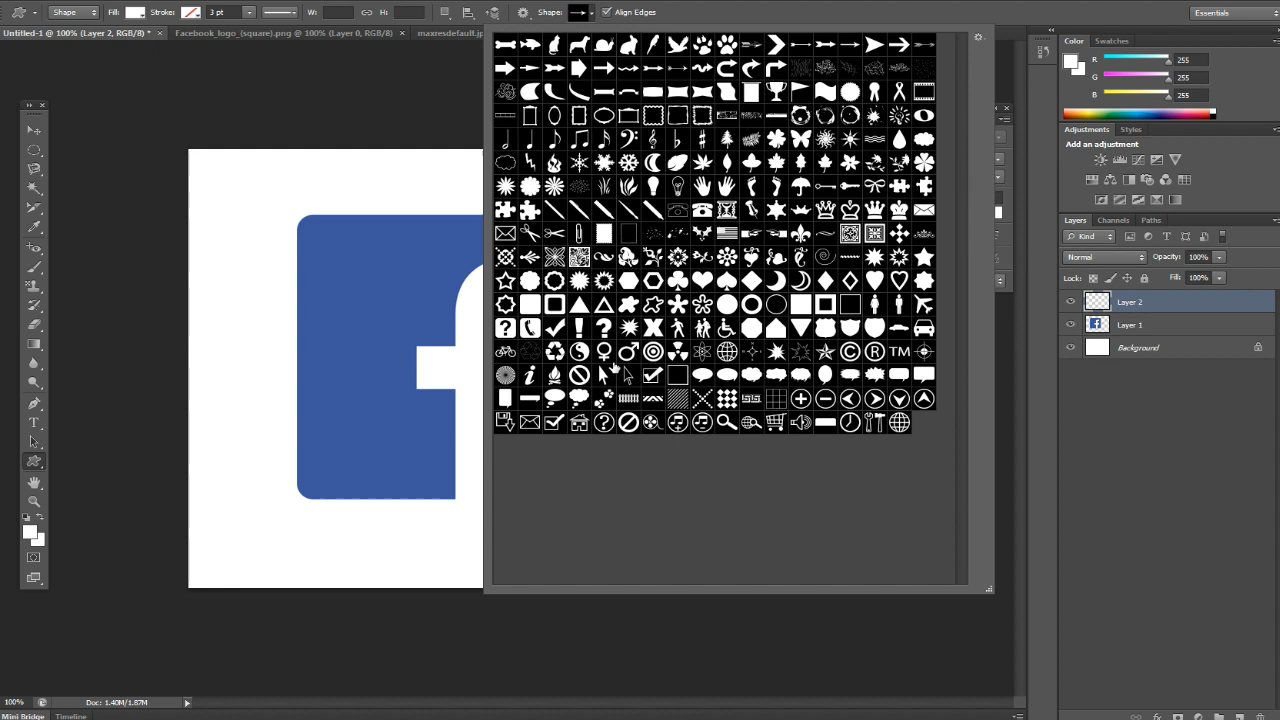 Shape Fill: Stroke: 3 pt W: H: Shape: Align Edges Essentials
Untitled-1 @ 100% (Layer 2, RGB/8) * × Facebook_logo_(square).png @ 100% (Layer 0, RGB/8) × maxresdefault.jp
Color Swatches
R 255
G 255
B 255
Adjustments Styles
Add an adjustment
Layers Channels Paths
Kind
Normal Opacity: 100%
Lock: Fill: 100%
Layer 2
Layer 1
Background
TM
100% Doc: 1.40M/1.87M
Mini Bridge Timeline